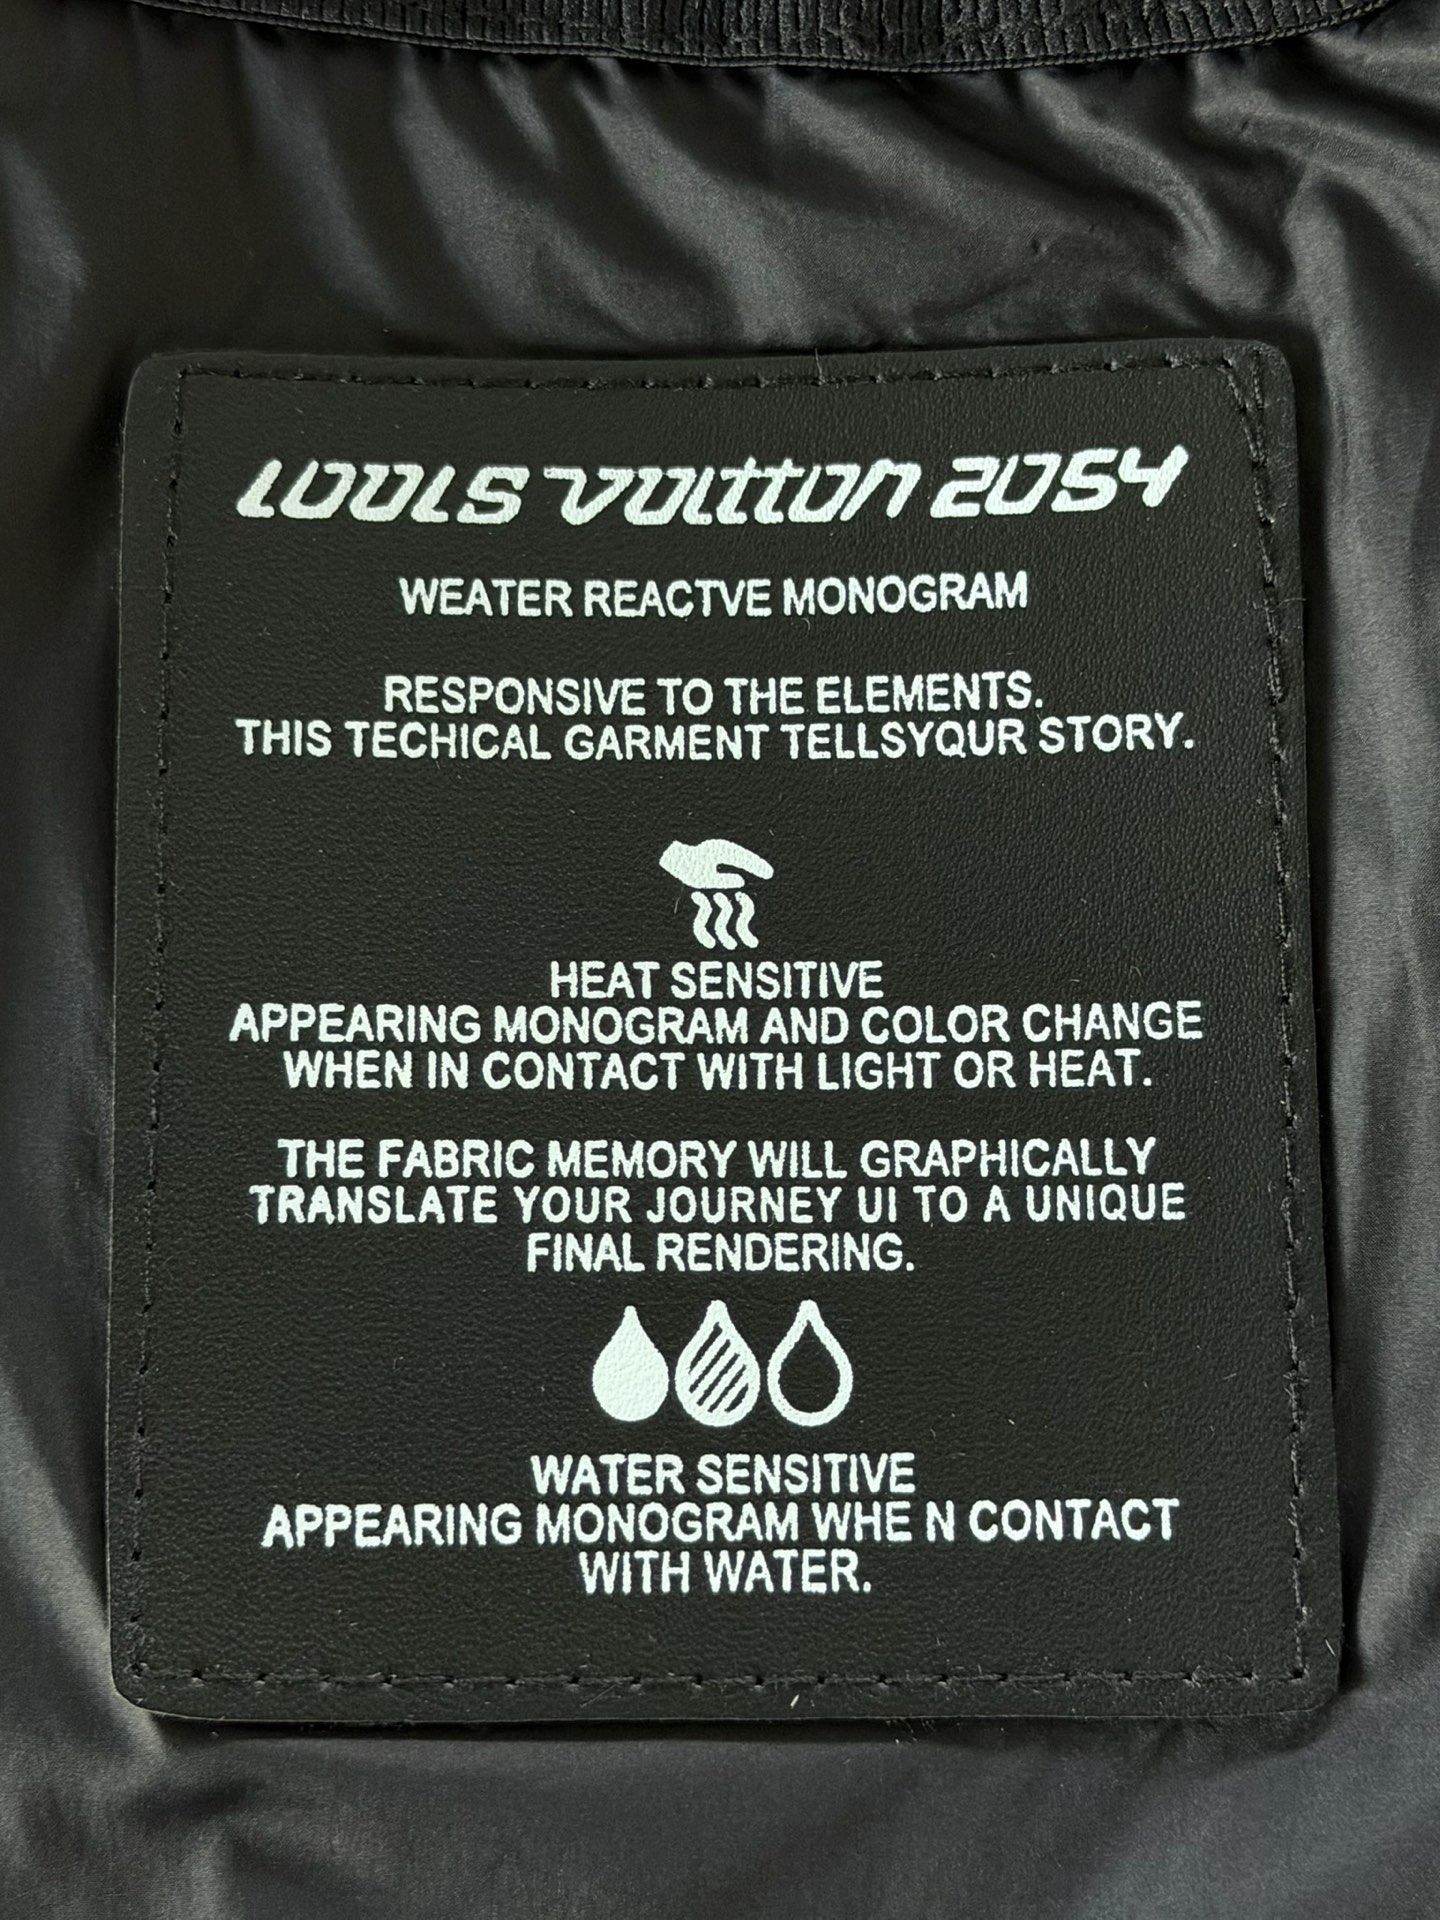 LOUIS VUITTON 2054
WEATER REACTVE MONOGRAM
RESPONSIVE TO THE ELEMENTS.
THIS TECHICAL GARMENT TELLSYQUR STORY.
HEAT SENSITIVE
APPEARING MONOGRAM AND COLOR CHANGE
WHEN IN CONTACT WITH LIGHT OR HEAT.
THE FABRIC MEMORY WILL GRAPHICALLY
TRANSLATE YOUR JOURNEY UI TO A UNIQUE
FINAL RENDERING.
WATER SENSITIVE
APPEARING MONOGRAM WHE N CONTACT
WITH WATER.